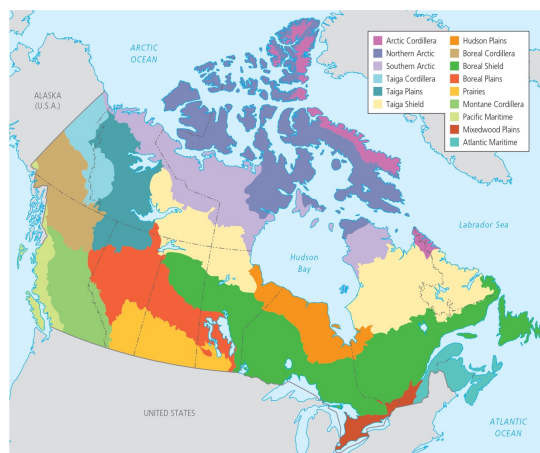 ARCTIC
OCEAN
ALASKA
(U.S.A.)
Arctic Cordillera
Northern Arctic
Southern Arctic
Taiga Cordillera
Taiga Plains
Taiga Shield
Hudson Plains
Boreal Cordillera
Boreal Shield
Boreal Plains
Prairies
Montane Cordillera
Pacific Maritime
Mixedwood Plains
Atlantic Maritime
Labrador Sea
Hudson
Bay
UNITED STATES
ATLANTIC
OCEAN